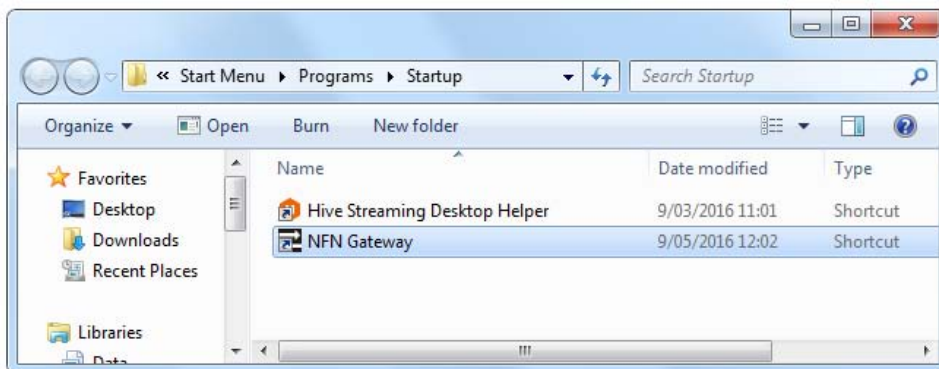 « Start Menu ▸ Programs ▸ Startup Search Startup
Organize Open Burn New folder
Name Date modified Type
Favorites
Desktop
Downloads
Recent Places
Libraries
Data
Hive Streaming Desktop Helper 9/03/2016 11:01 Shortcut
NFN Gateway 9/05/2016 12:02 Shortcut